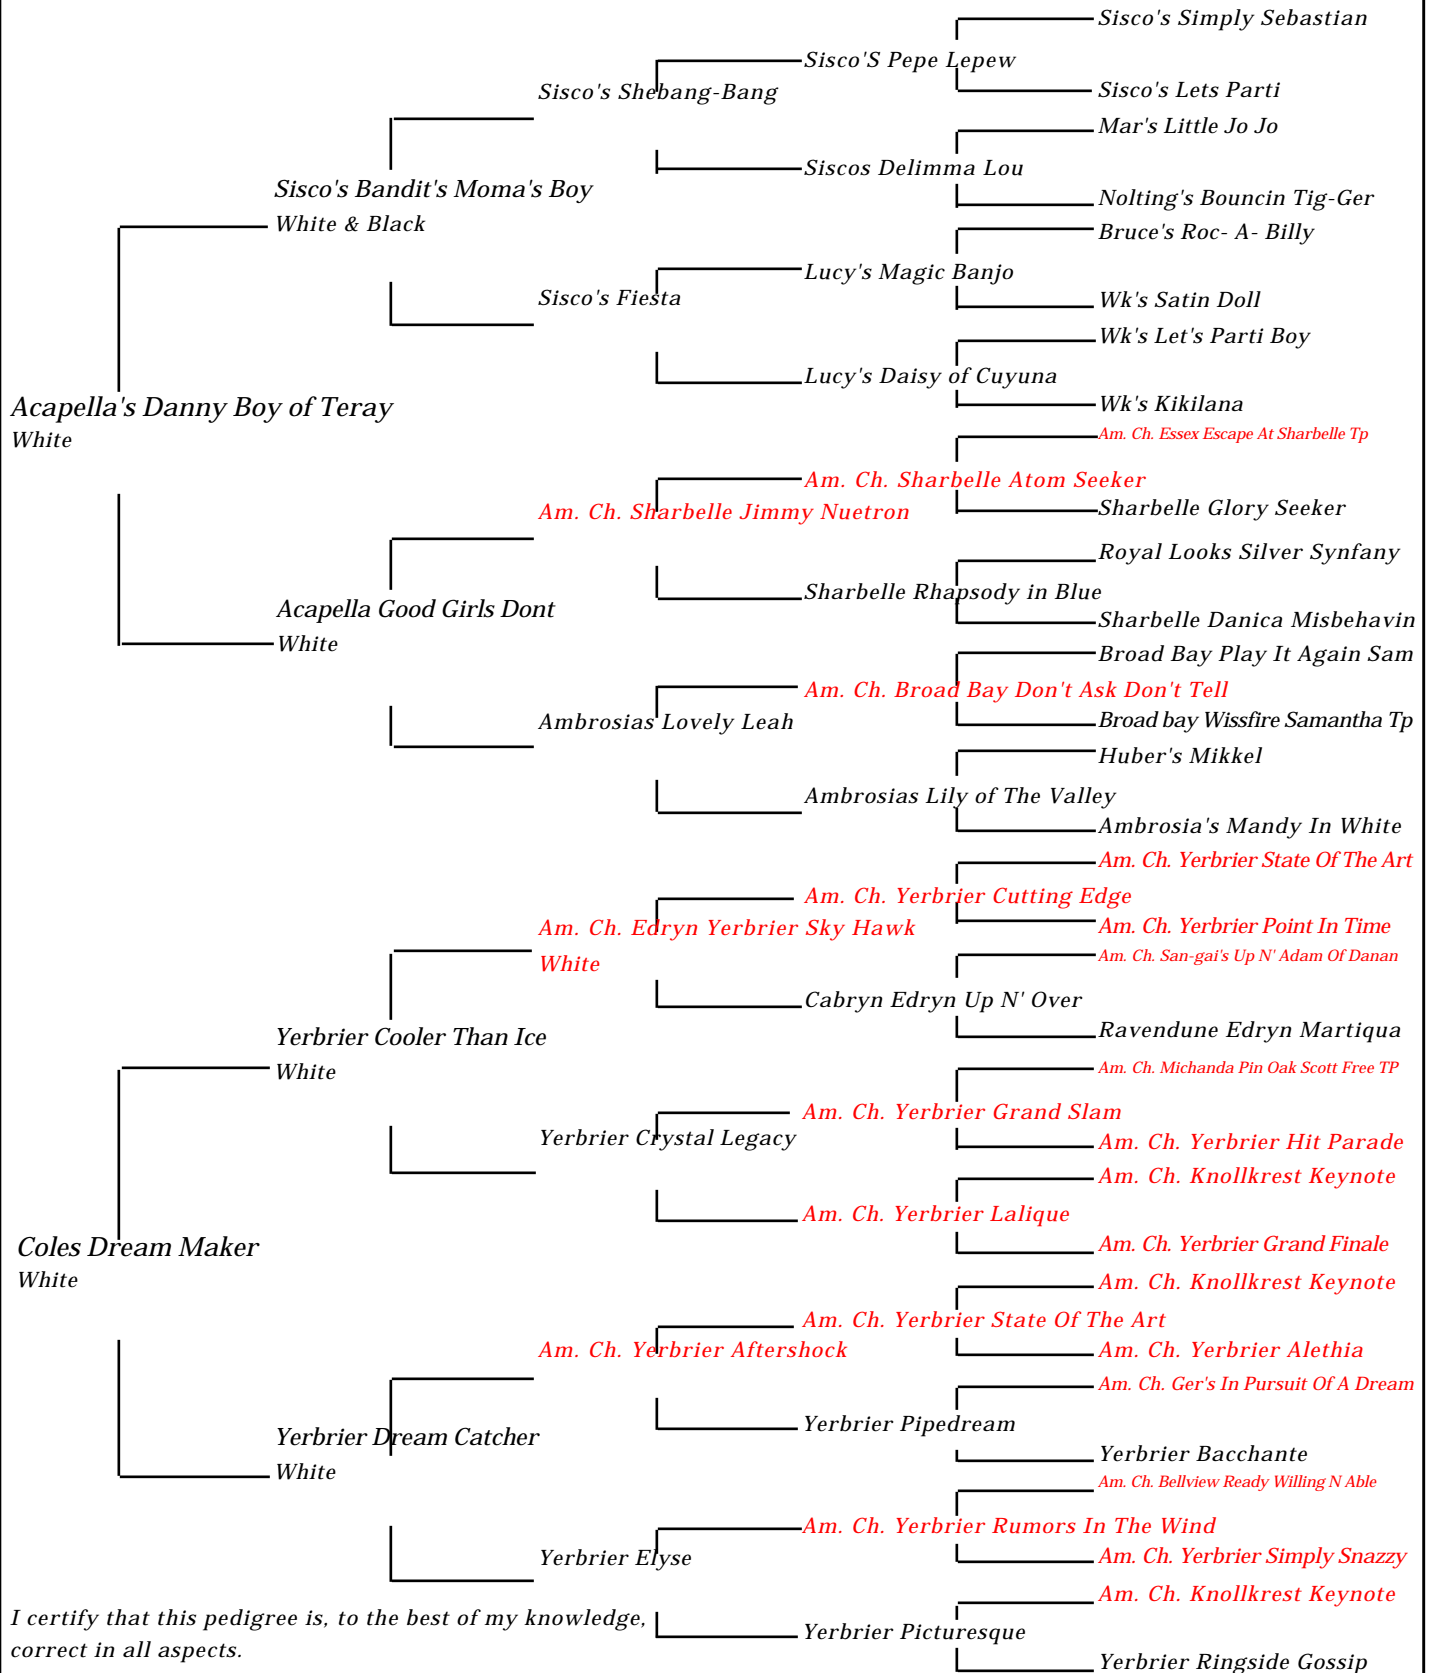 Sisco's Simply Sebastian
Sisco'S Pepe Lepew
Sisco's Shebang-Bang
Sisco's Lets Parti
Mar's Little Jo Jo
Siscos Delimma Lou
Sisco's Bandit's Moma's Boy
Nolting's Bouncin Tig-Ger
White & Black
Bruce's Roc- A- Billy
Lucy's Magic Banjo
Sisco's Fiesta
Wk's Satin Doll
Wk's Let's Parti Boy
Lucy's Daisy of Cuyuna
Wk's Kikilana
Acapella's Danny Boy of Teray
White
Am. Ch. Essex Escape At Sharbelle Tp
Am. Ch. Sharbelle Atom Seeker
Am. Ch. Sharbelle Jimmy Nuetron
Sharbelle Glory Seeker
Royal Looks Silver Synfany
Sharbelle Rhapsody in Blue
Acapella Good Girls Dont
Sharbelle Danica Misbehavin
White
Broad Bay Play It Again Sam
Am. Ch. Broad Bay Don't Ask Don't Tell
Ambrosias Lovely Leah
Broad bay Wissfire Samantha Tp
Huber's Mikkel
Ambrosias Lily of The Valley
Ambrosia's Mandy In White
Am. Ch. Yerbrier State Of The Art
Am. Ch. Yerbrier Cutting Edge
Am. Ch. Edryn Yerbrier Sky Hawk
Am. Ch. Yerbrier Point In Time
White
Am. Ch. San-gai's Up N' Adam Of Danan
Cabryn Edryn Up N' Over
Yerbrier Cooler Than Ice
Ravendune Edryn Martiqua
White
Am. Ch. Michanda Pin Oak Scott Free TP
Am. Ch. Yerbrier Grand Slam
Yerbrier Crystal Legacy
Am. Ch. Yerbrier Hit Parade
Am. Ch. Knollkrest Keynote
Am. Ch. Yerbrier Lalique
Coles Dream Maker
White
Am. Ch. Yerbrier Grand Finale
Am. Ch. Knollkrest Keynote
Am. Ch. Yerbrier State Of The Art
Am. Ch. Yerbrier Aftershock
Am. Ch. Yerbrier Alethia
Am. Ch. Ger's In Pursuit Of A Dream
Yerbrier Pipedream
Yerbrier Dream Catcher
Yerbrier Bacchante
White
Am. Ch. Bellview Ready Willing N Able
Am. Ch. Yerbrier Rumors In The Wind
Yerbrier Elyse
Am. Ch. Yerbrier Simply Snazzy
Am. Ch. Knollkrest Keynote
Yerbrier Picturesque
Yerbrier Ringside Gossip
I certify that this pedigree is, to the best of my knowledge,
correct in all aspects.